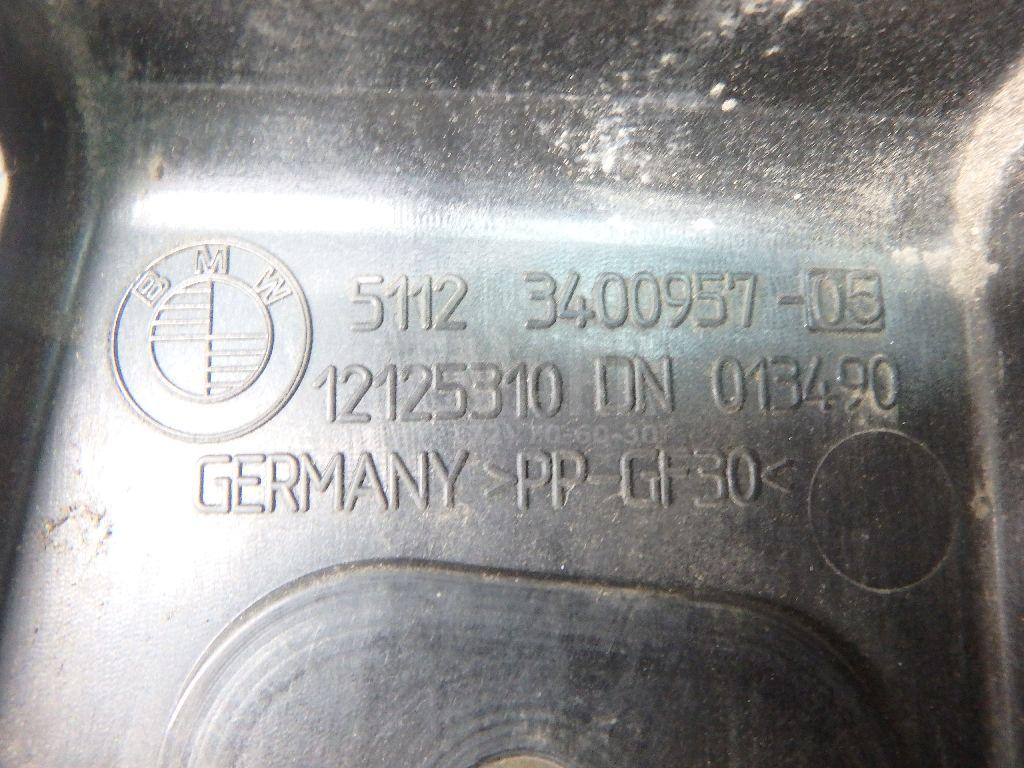 BMW
5112 3400957-05
12125310 DN 013490
GERMANY >PP-GF30<